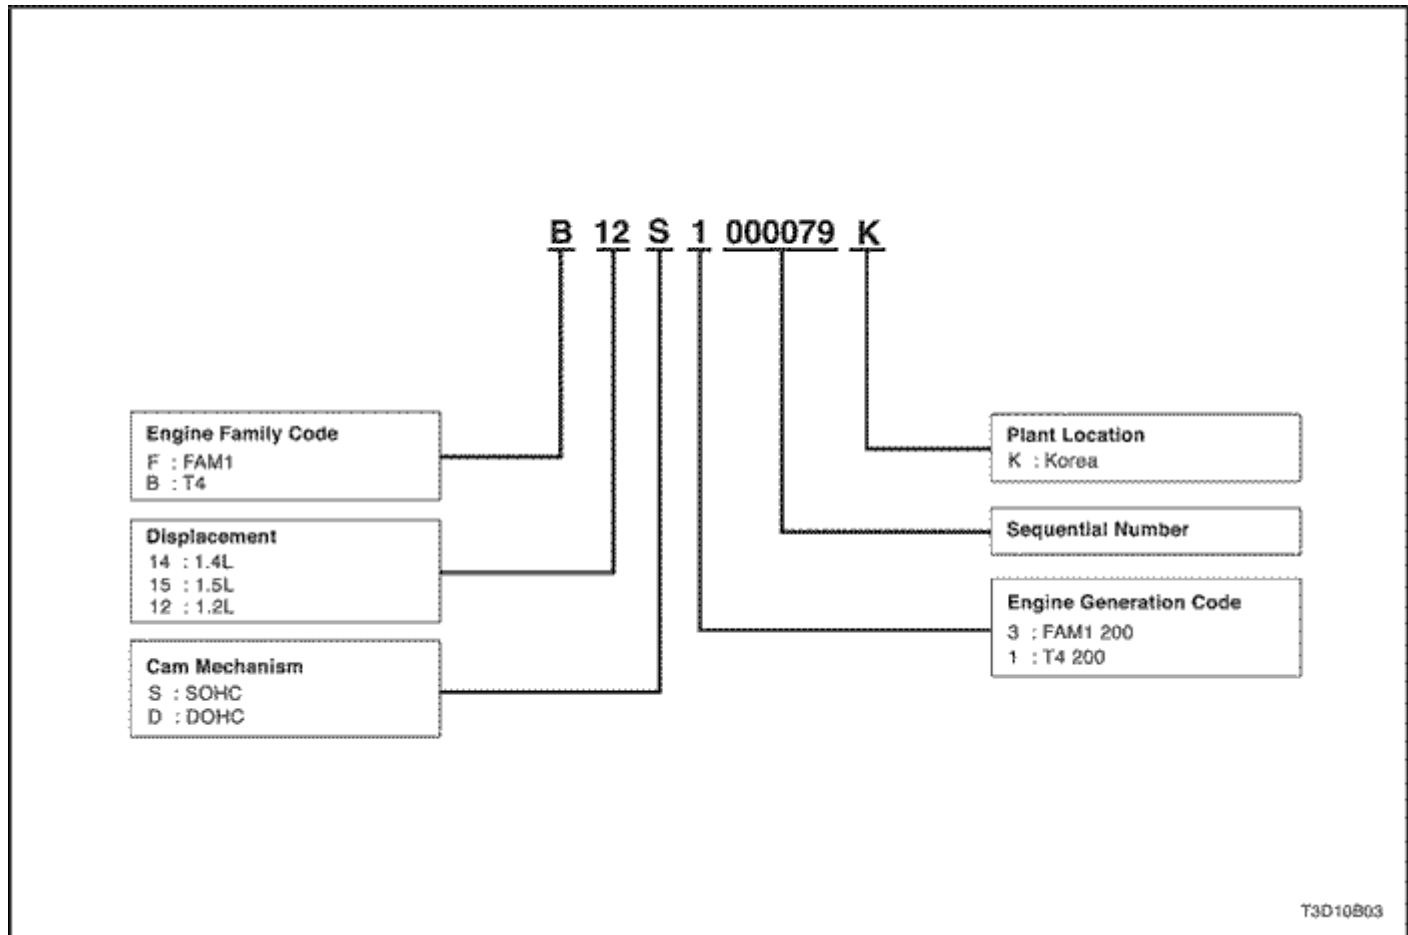 B 12 S 1 000079 K
Engine Family Code
F : FAM1
B : T4
Displacement
14 : 1.4L
15 : 1.5L
12 : 1.2L
Cam Mechanism
S : SOHC
D : DOHC
Plant Location
K : Korea
Sequential Number
Engine Generation Code
3 : FAM1 200
1 : T4 200
T3D10B03